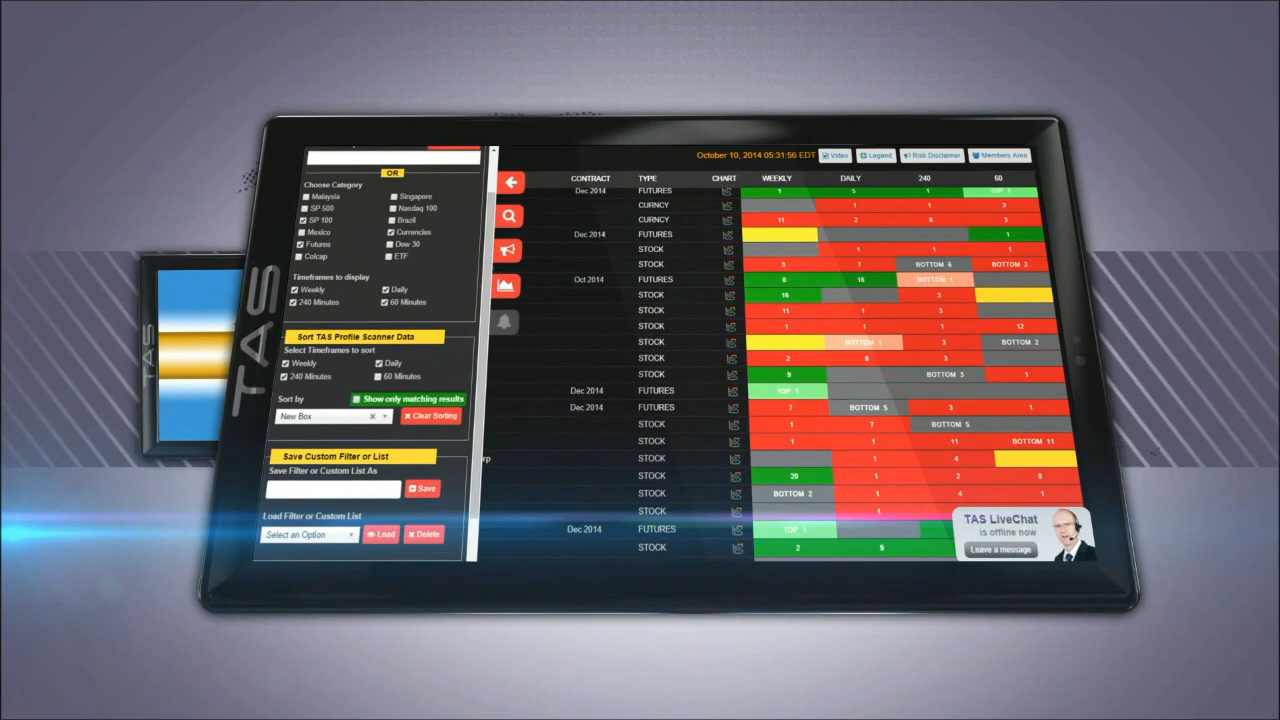 October 10, 2014 05:31:56 EDT Video Legend Risk Disclaimer Members Area
OR
Choose Category
Malaysia Singapore
SP 500 Nasdaq 100
SP 100 Brazil
Mexico Currencies
Futures Dow 30
Colcap ETF
Timeframes to display
Weekly Daily
240 Minutes 60 Minutes
Sort TAS Profile Scanner Data
Select Timeframes to sort
Weekly Daily
240 Minutes 60 Minutes
Sort by Show only matching results
New Box Clear Sorting
Save Custom Filter or List
Save Filter or Custom List As
Save
Load Filter or Custom List
Select an Option Load Delete
CONTRACT TYPE CHART WEEKLY DAILY 240 60
Dec 2014 FUTURES 1 5 1 TOP 1
CURNCY 1 1 3
CURNCY 11 2 6 3
Dec 2014 FUTURES 1
STOCK 1 1 1
STOCK 3 7 BOTTOM 6 BOTTOM 2
Oct 2014 FUTURES 6 16 BOTTOM 1
STOCK 16 3
STOCK 11 1 3
STOCK 1 1 1 12
STOCK BOTTOM 1 3 BOTTOM 2
STOCK 2 8 3
STOCK 9 BOTTOM 3 1
Dec 2014 FUTURES TOP 1
Dec 2014 FUTURES 7 BOTTOM 5 3 1
STOCK 1 7 BOTTOM 5
STOCK 1 1 11 BOTTOM 11
rp STOCK 1 4
STOCK 20 1 2 9
STOCK BOTTOM 2 1 4 1
STOCK 1
Dec 2014 FUTURES TOP 1
STOCK 2 9
TAS LiveChat
is offline now
Leave a message
TAS
TAS